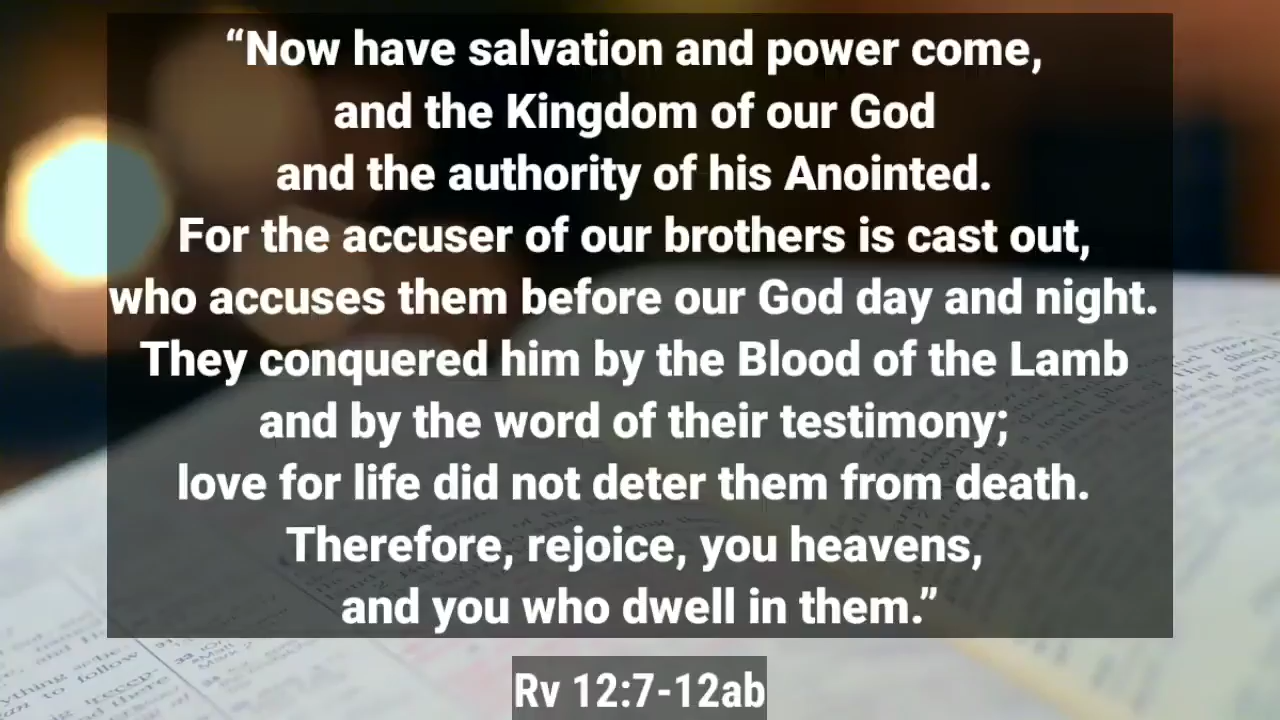 “Now have salvation and power come,
and the Kingdom of our God
and the authority of his Anointed.
For the accuser of our brothers is cast out,
who accuses them before our God day and night.
They conquered him by the Blood of the Lamb
and by the word of their testimony;
love for life did not deter them from death.
Therefore, rejoice, you heavens,
and you who dwell in them.”
Rv 12:7-12ab
to follow